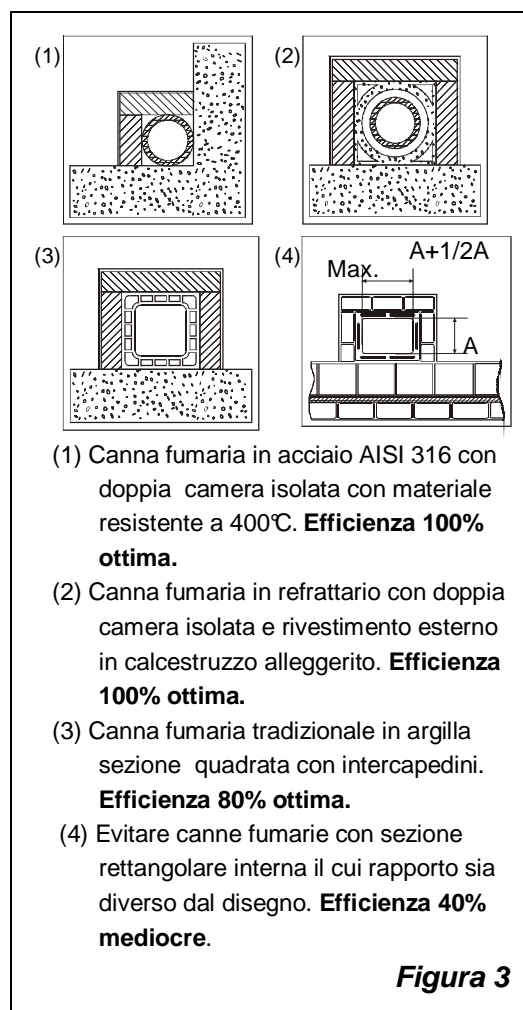 (1)
(2)
(3)
(4)
A+1/2A
Max.
A
(1) Canna fumaria in acciaio AISI 316 con
doppia camera isolata con materiale
resistente a 400℃. Efficienza 100%
ottima.
(2) Canna fumaria in refrattario con doppia
camera isolata e rivestimento esterno
in calcestruzzo alleggerito. Efficienza
100% ottima.
(3) Canna fumaria tradizionale in argilla
sezione quadrata con intercapedini.
Efficienza 80% ottima.
(4) Evitare canne fumarie con sezione
rettangolare interna il cui rapporto sia
diverso dal disegno. Efficienza 40%
mediocre.
Figura 3